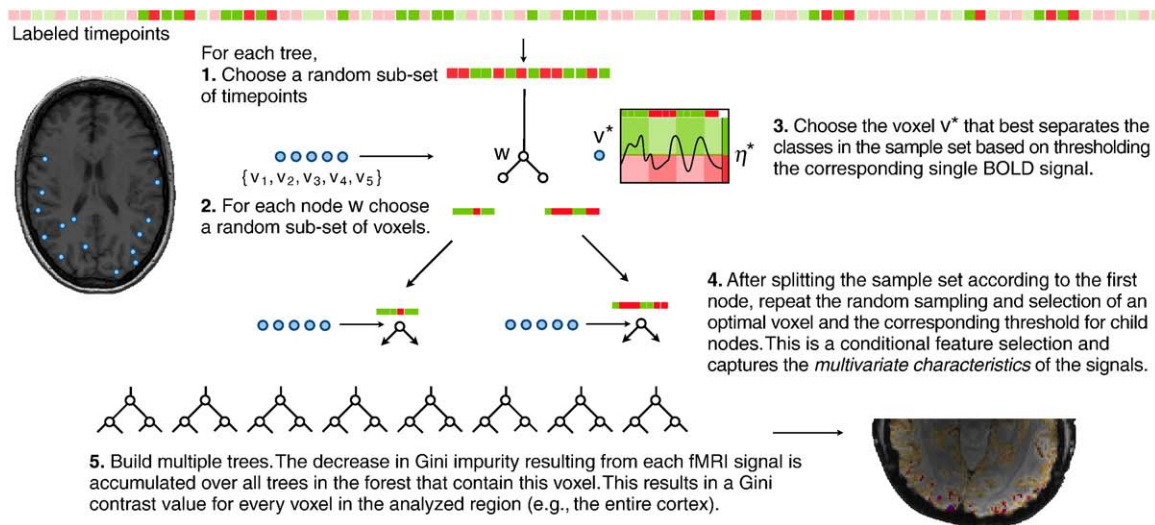 Labeled timepoints
For each tree,
1. Choose a random sub-set
of timepoints
v*
η*
3. Choose the voxel v* that best separates the
classes in the sample set based on thresholding
the corresponding single BOLD signal.
w
{v₁, v₂, v₃, v₄, v₅}
2. For each node w choose
a random sub-set of voxels.
4. After splitting the sample set according to the first
node, repeat the random sampling and selection of an
optimal voxel and the corresponding threshold for child
nodes. This is a conditional feature selection and
captures the multivariate characteristics of the signals.
5. Build multiple trees. The decrease in Gini impurity resulting from each fMRI signal is
accumulated over all trees in the forest that contain this voxel. This results in a Gini
contrast value for every voxel in the analyzed region (e.g., the entire cortex).